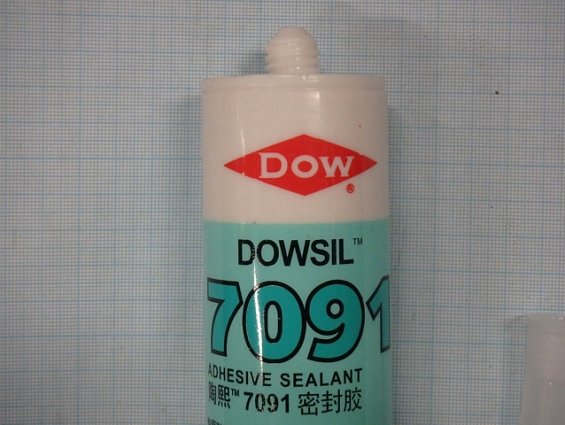 DOW®
DOWSIL™
7091
ADHESIVE SEALANT
陶熙™ 7091 密封胶